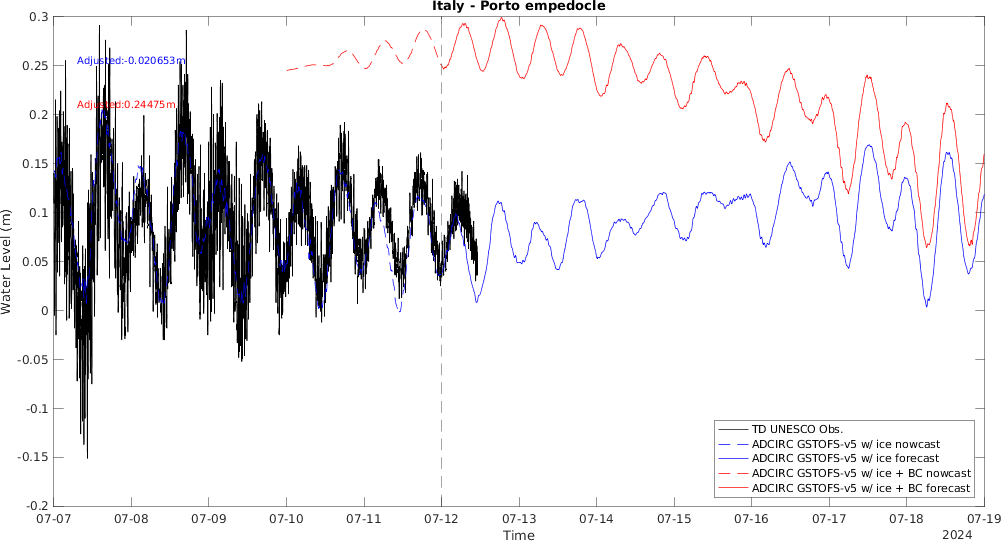 Italy - Porto empedocle
0.3
0.25
0.2
0.15
0.1
0.05
0
-0.05
-0.1
-0.15
-0.2
Water Level (m)
Adjusted:-0.020653m
Adjusted:0.24475m
TD UNESCO Obs.
ADCIRC GSTOFS-v5 w/ ice nowcast
ADCIRC GSTOFS-v5 w/ ice forecast
ADCIRC GSTOFS-v5 w/ ice + BC nowcast
ADCIRC GSTOFS-v5 w/ ice + BC forecast
07-07 07-08 07-09 07-10 07-11 07-12 07-13 07-14 07-15 07-16 07-17 07-18 07-19
Time
2024